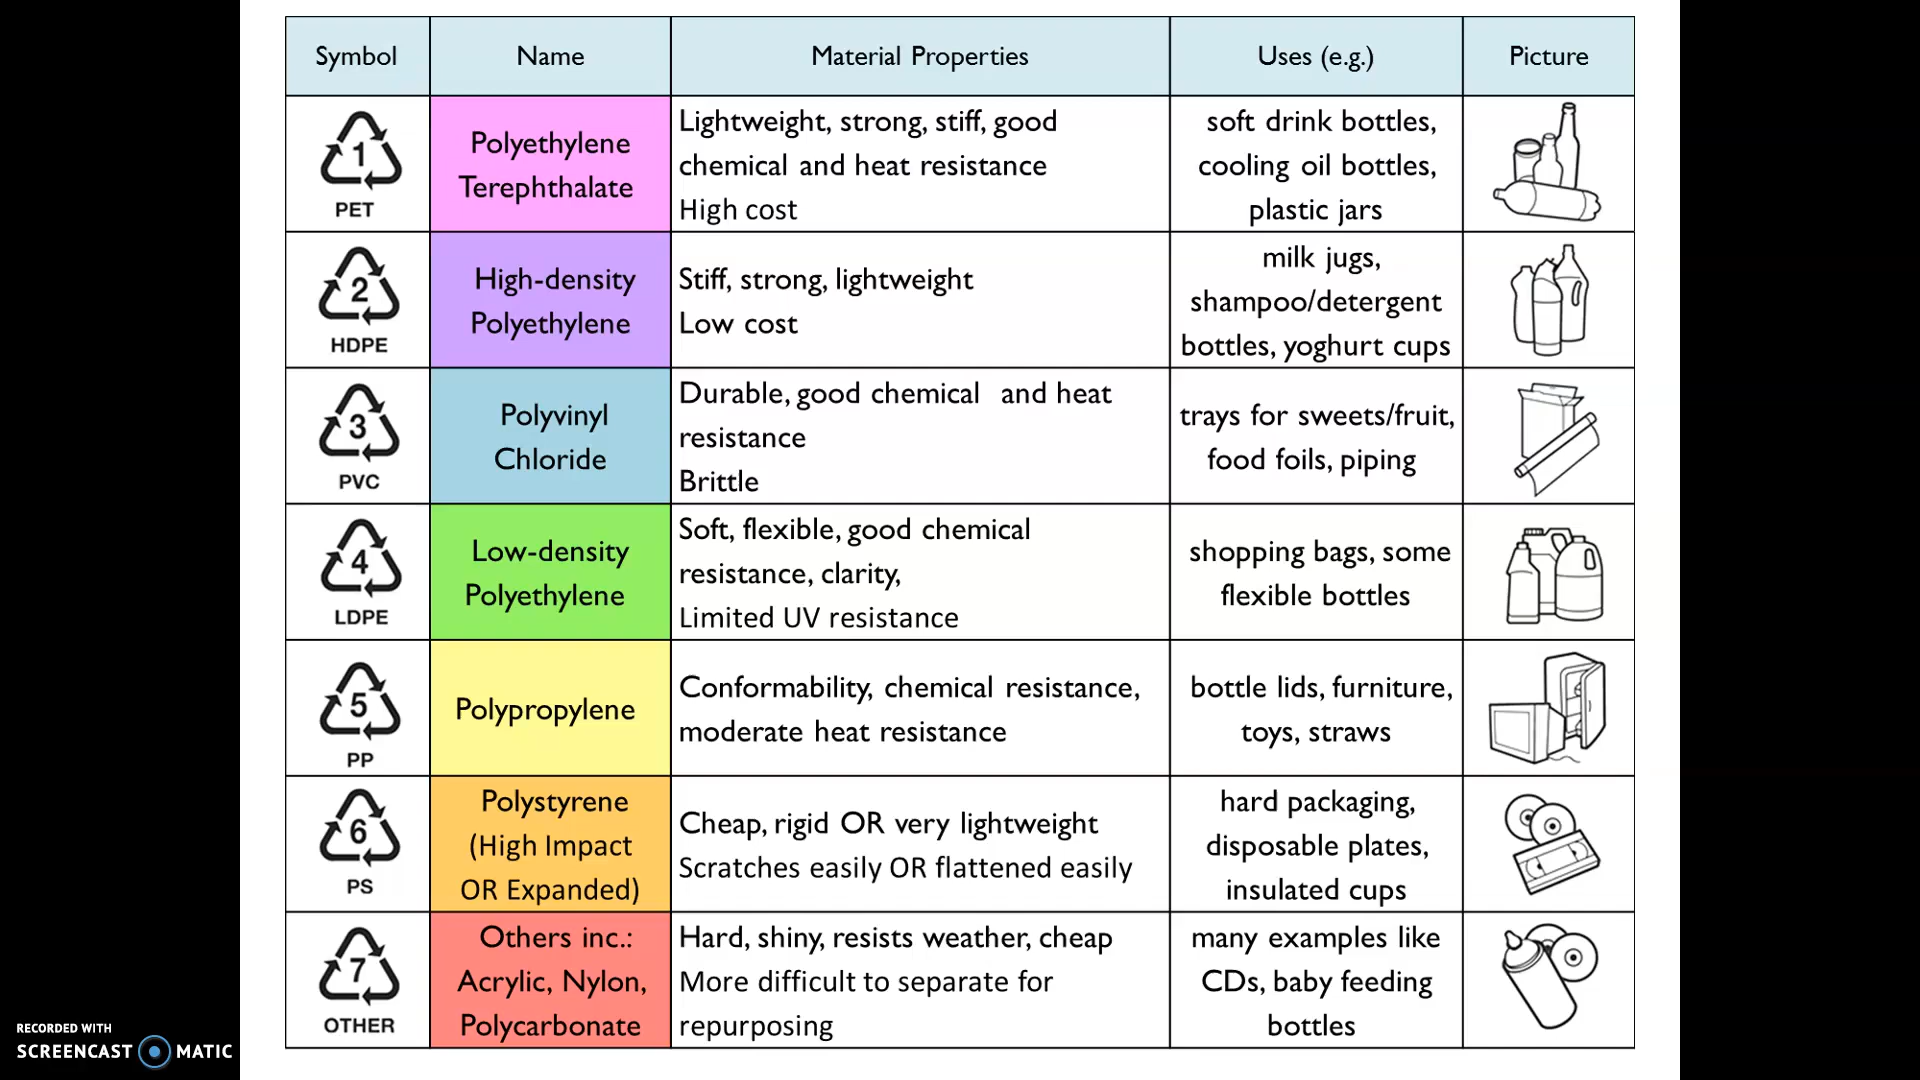 Symbol
Name
Material Properties
Uses (e.g.)
Picture
1
PET
Polyethylene
Terephthalate
Lightweight, strong, stiff, good
chemical and heat resistance
High cost
soft drink bottles,
cooling oil bottles,
plastic jars
2
HDPE
High-density
Polyethylene
Stiff, strong, lightweight
Low cost
milk jugs,
shampoo/detergent
bottles, yoghurt cups
3
PVC
Polyvinyl
Chloride
Durable, good chemical and heat
resistance
Brittle
trays for sweets/fruit,
food foils, piping
4
LDPE
Low-density
Polyethylene
Soft, flexible, good chemical
resistance, clarity,
Limited UV resistance
shopping bags, some
flexible bottles
5
PP
Polypropylene
Conformability, chemical resistance,
moderate heat resistance
bottle lids, furniture,
toys, straws
6
PS
Polystyrene
(High Impact
OR Expanded)
Cheap, rigid OR very lightweight
Scratches easily OR flattened easily
hard packaging,
disposable plates,
insulated cups
7
OTHER
Others inc.:
Acrylic, Nylon,
Polycarbonate
Hard, shiny, resists weather, cheap
More difficult to separate for
repurposing
many examples like
CDs, baby feeding
bottles
RECORDED WITH
SCREENCAST MATIC